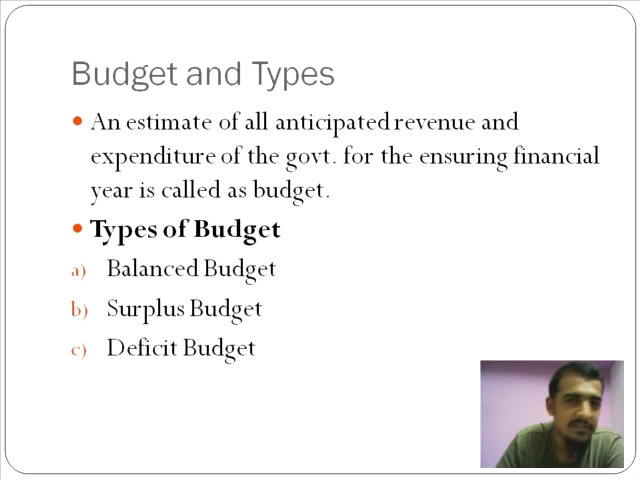 Budget and Types
An estimate of all anticipated revenue and
expenditure of the govt. for the ensuring financial
year is called as budget.
Types of Budget
a) Balanced Budget
b) Surplus Budget
c) Deficit Budget